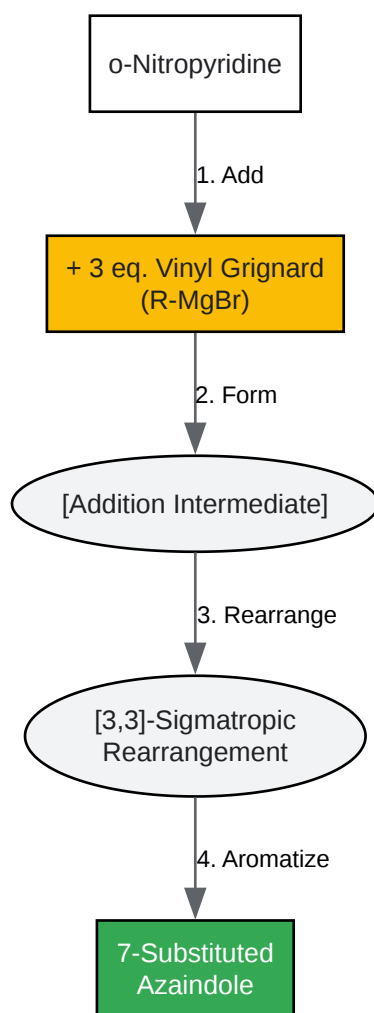 o-Nitropyridine
1. Add
+ 3 eq. Vinyl Grignard
(R-MgBr)
2. Form
[Addition Intermediate]
3. Rearrange
[3,3]-Sigmatropic
Rearrangement
4. Aromatize
7-Substituted
Azaindole